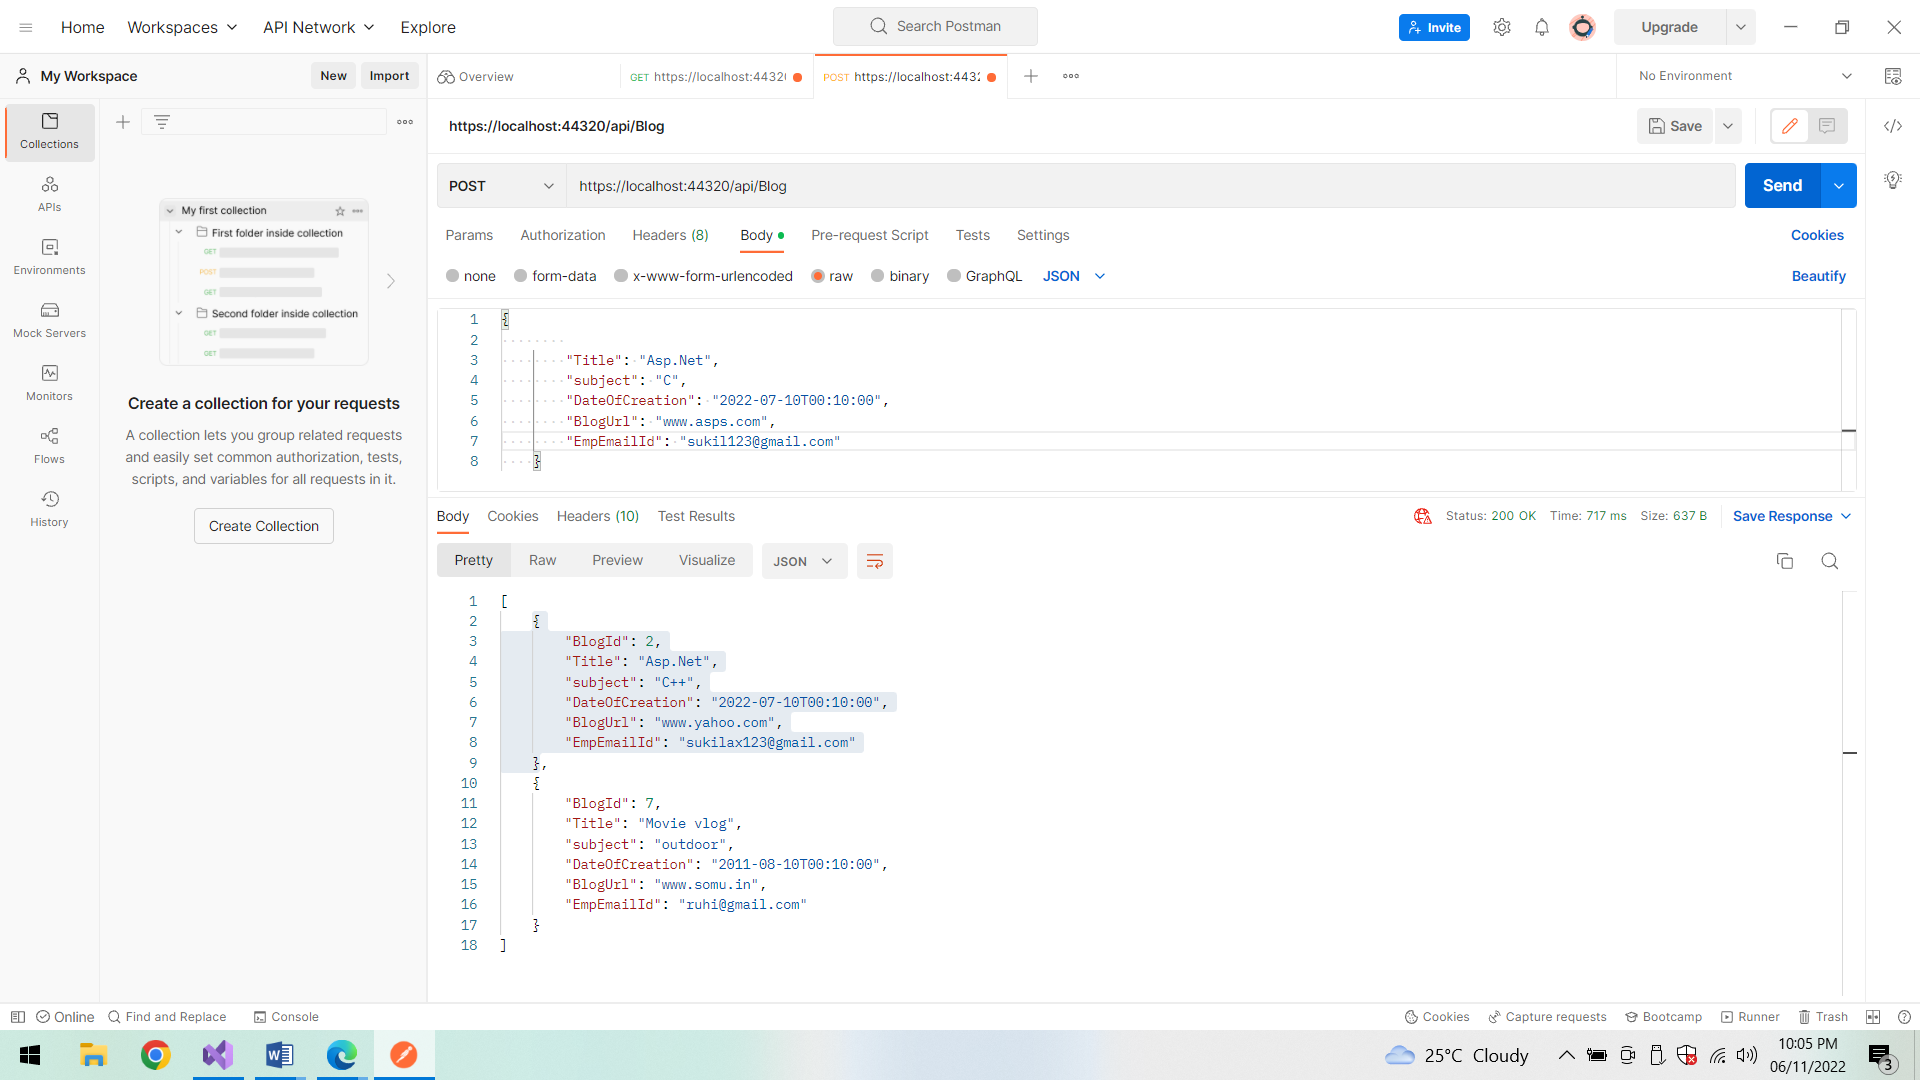 Home Workspaces API Network Explore Search Postman Invite Upgrade
My Workspace New Import Overview GET https://localhost:4432 POST https://localhost:4432 No Environment
Collections
https://localhost:44320/api/Blog Save
APIs
Environments
Mock Servers
Monitors
Flows
History
My first collection
First folder inside collection
GET
POST
GET
Second folder inside collection
GET
GET
Create a collection for your requests
A collection lets you group related requests
and easily set common authorization, tests,
scripts, and variables for all requests in it.
Create Collection
POST https://localhost:44320/api/Blog Send
Params Authorization Headers (8) Body Pre-request Script Tests Settings Cookies
none form-data x-www-form-urlencoded raw binary GraphQL JSON Beautify
1 {
2
3 "Title": "Asp.Net",
4 "subject": "C",
5 "DateOfCreation": "2022-07-10T00:10:00",
6 "BlogUrl": "www.asps.com",
7 "EmpEmailId": "sukil123@gmail.com"
8 }
Body Cookies Headers (10) Test Results Status: 200 OK Time: 717 ms Size: 637 B Save Response
Pretty Raw Preview Visualize JSON
1 [
2 {
3 "BlogId": 2,
4 "Title": "Asp.Net",
5 "subject": "C++",
6 "DateOfCreation": "2022-07-10T00:10:00",
7 "BlogUrl": "www.yahoo.com",
8 "EmpEmailId": "sukilax123@gmail.com"
9 },
10 {
11 "BlogId": 7,
12 "Title": "Movie vlog",
13 "subject": "outdoor",
14 "DateOfCreation": "2011-08-10T00:10:00",
15 "BlogUrl": "www.somu.in",
16 "EmpEmailId": "ruhi@gmail.com"
17 }
18 ]
Online Find and Replace Console Cookies Capture requests Bootcamp Runner Trash
25°C Cloudy 10:05 PM
06/11/2022 3